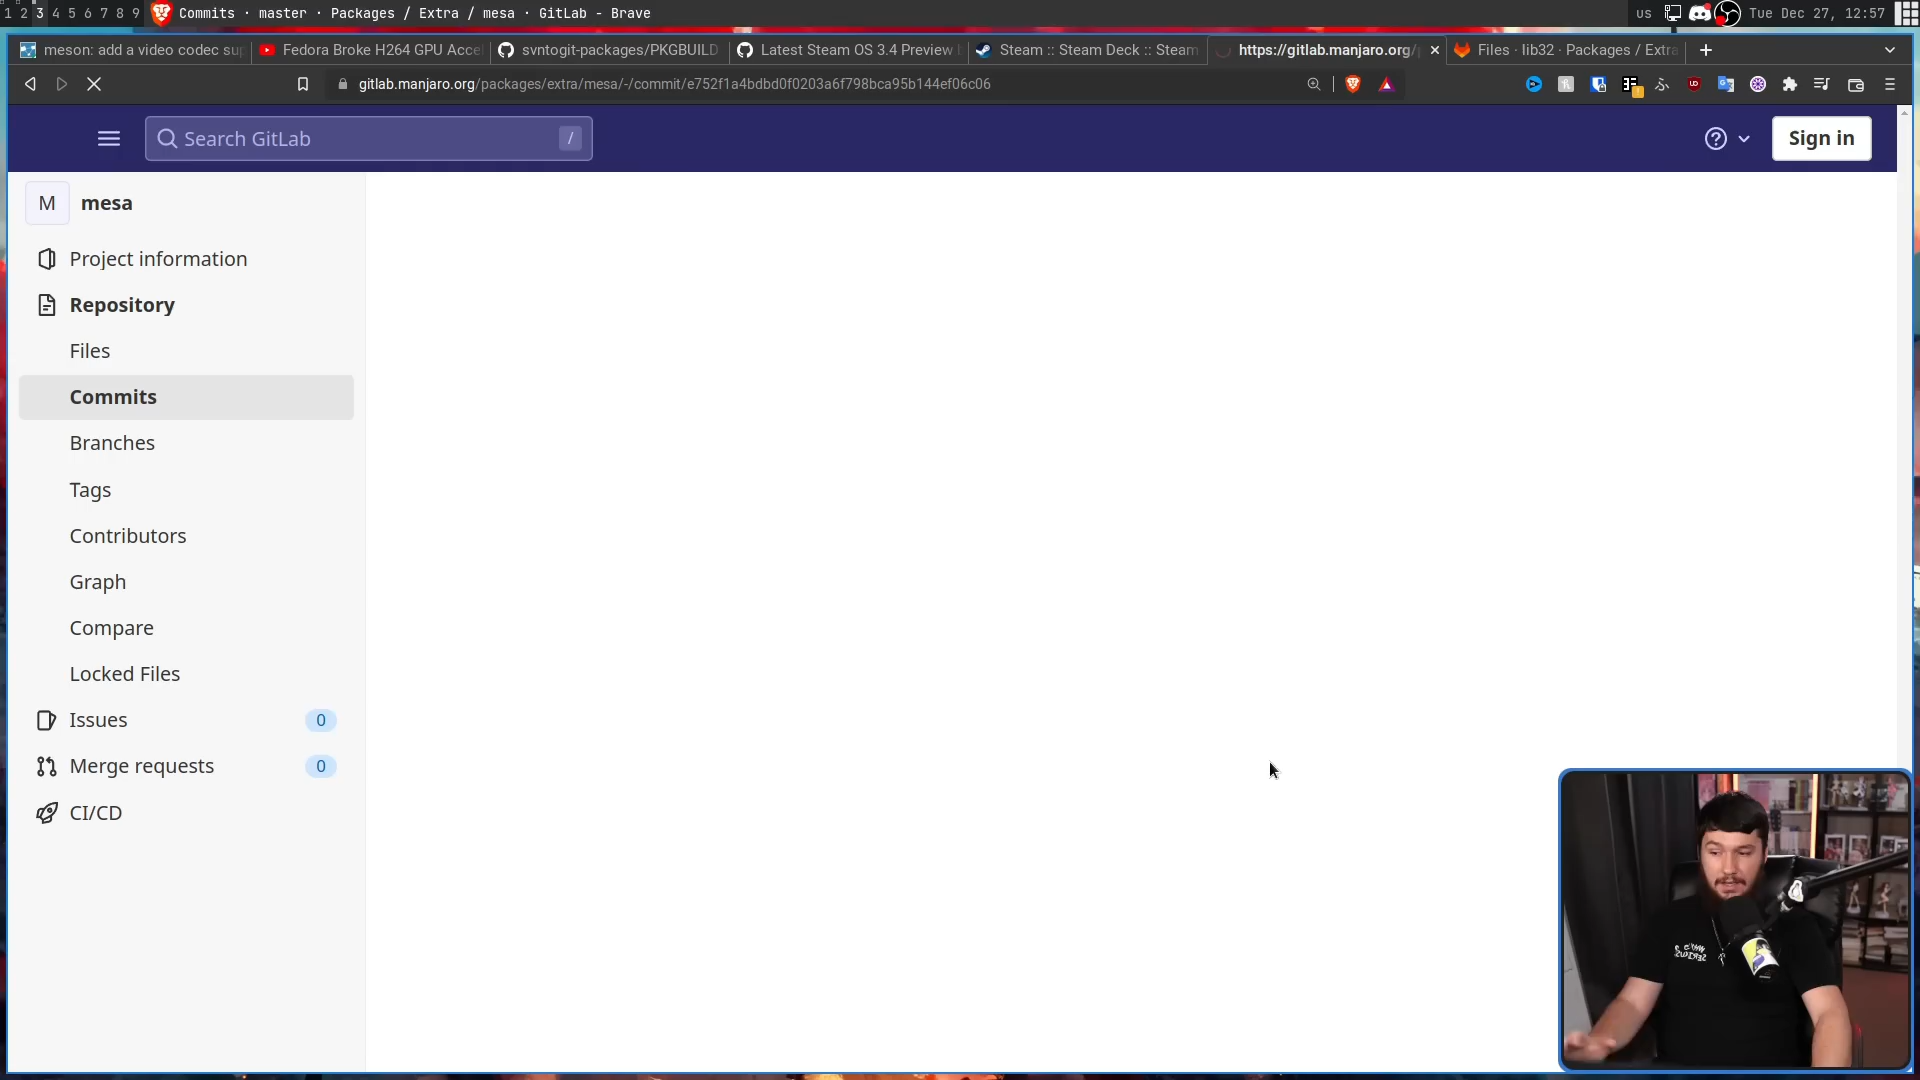 1 2 3 4 5 6 7 8 9 Commits · master · Packages / Extra / mesa · GitLab - Brave us Tue Dec 27, 12:57
meson: add a video codec su Fedora Broke H264 GPU Acce svntogit-packages/PKGBUILD Latest Steam OS 3.4 Preview Steam :: Steam Deck :: Steam https://gitlab.manjaro.org/ Files · lib32 · Packages / Extra
gitlab.manjaro.org/packages/extra/mesa/-/commit/e752f1a4bdbd0f0203a6f798bca95b144ef06c06
Search GitLab /
Sign in
M mesa
Project information
Repository
Files
Commits
Branches
Tags
Contributors
Graph
Compare
Locked Files
Issues 0
Merge requests 0
CI/CD